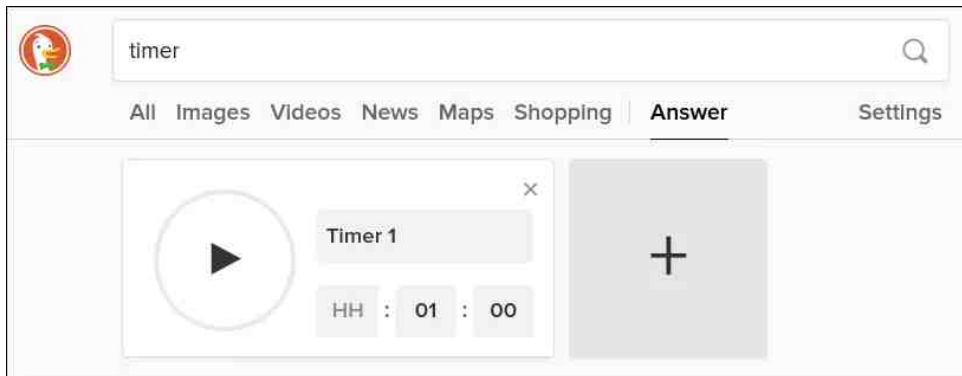 timer
All Images Videos News Maps Shopping Answer Settings
Timer 1
HH : 01 : 00